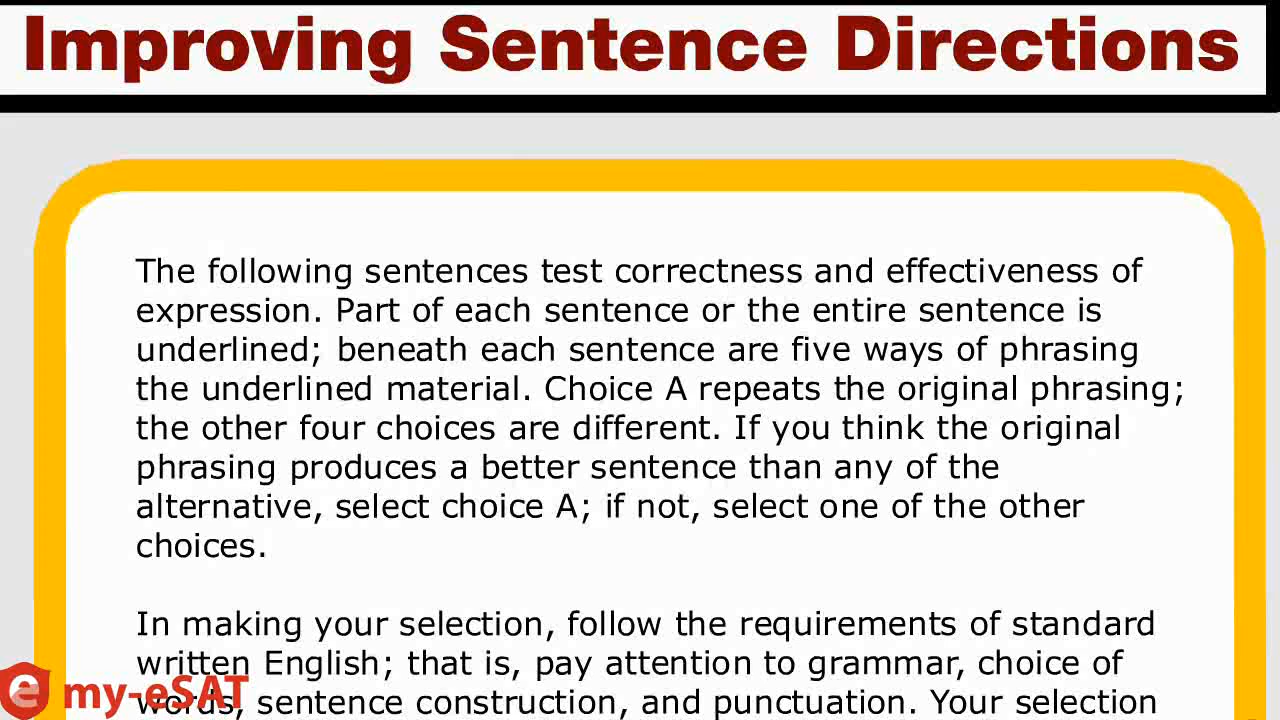 Improving Sentence Directions
The following sentences test correctness and effectiveness of
expression. Part of each sentence or the entire sentence is
underlined; beneath each sentence are five ways of phrasing
the underlined material. Choice A repeats the original phrasing;
the other four choices are different. If you think the original
phrasing produces a better sentence than any of the
alternative, select choice A; if not, select one of the other
choices.
In making your selection, follow the requirements of standard
written English; that is, pay attention to grammar, choice of
words, sentence construction, and punctuation. Your selection
e my-eSAT